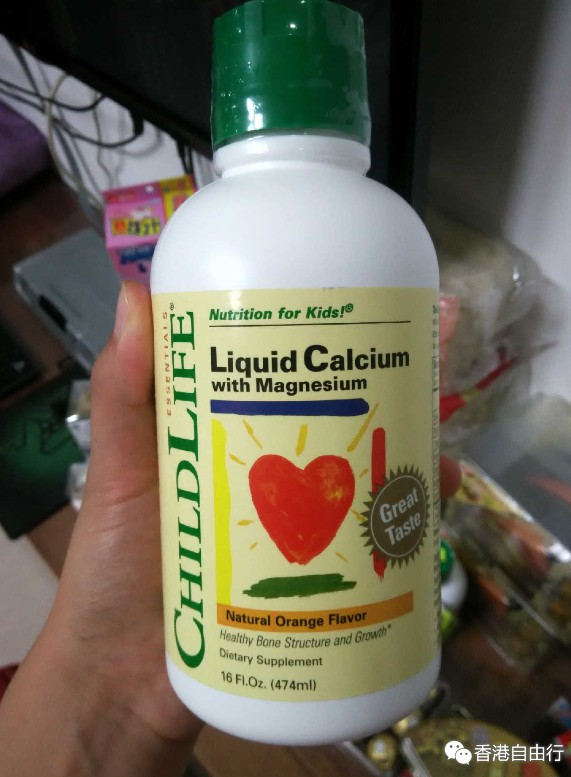 Nutrition for Kids!®
Liquid Calcium
with Magnesium
ESSENTIALS®
CHILDLIFE
Great
Taste
Natural Orange Flavor
Healthy Bone Structure and Growth*
Dietary Supplement
16 Fl.Oz. (474ml)
香港自由行